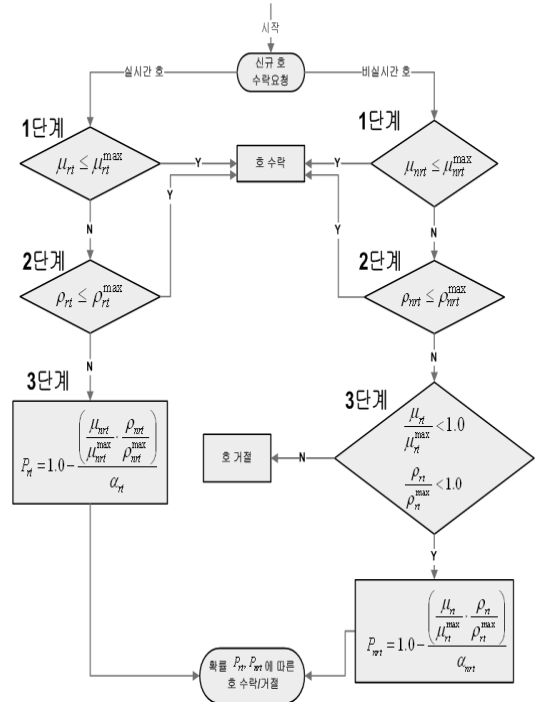 시작
신규 호
수락요청
실시간 호
비실시간 호
1단계
1단계
μ_rt ≤ μ_rt^max
Y
호 수락
Y
μ_nrt ≤ μ_nrt^max
N
Y
Y
N
2단계
2단계
ρ_rt ≤ ρ_rt^max
ρ_nrt ≤ ρ_nrt^max
N
N
3단계
3단계
P_rt = 1.0 - ((μ_nrt / μ_nrt^max · ρ_nrt / ρ_nrt^max) / α_rt)
호 거절
N
μ_rt / μ_rt^max < 1.0
ρ_rt / ρ_rt^max < 1.0
Y
P_nrt = 1.0 - ((μ_rt / μ_rt^max · ρ_rt / ρ_rt^max) / α_nrt)
확률 P_rt, P_nrt 에 따른
호 수락/거절